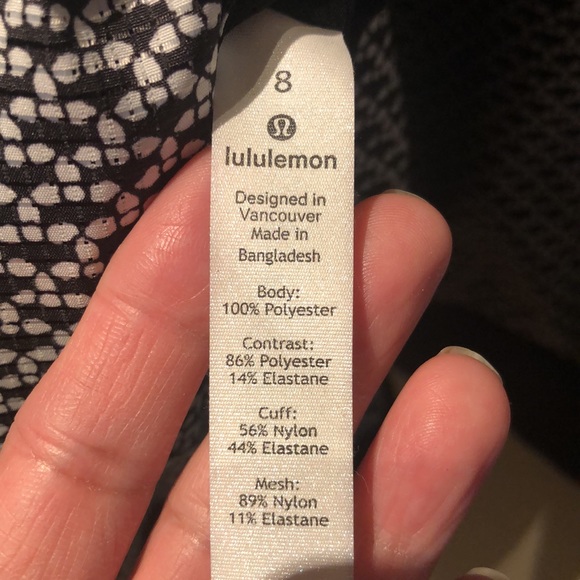 8
lululemon
Designed in
Vancouver
Made in
Bangladesh
Body:
100% Polyester
Contrast:
86% Polyester
14% Elastane
Cuff:
56% Nylon
44% Elastane
Mesh:
89% Nylon
11% Elastane